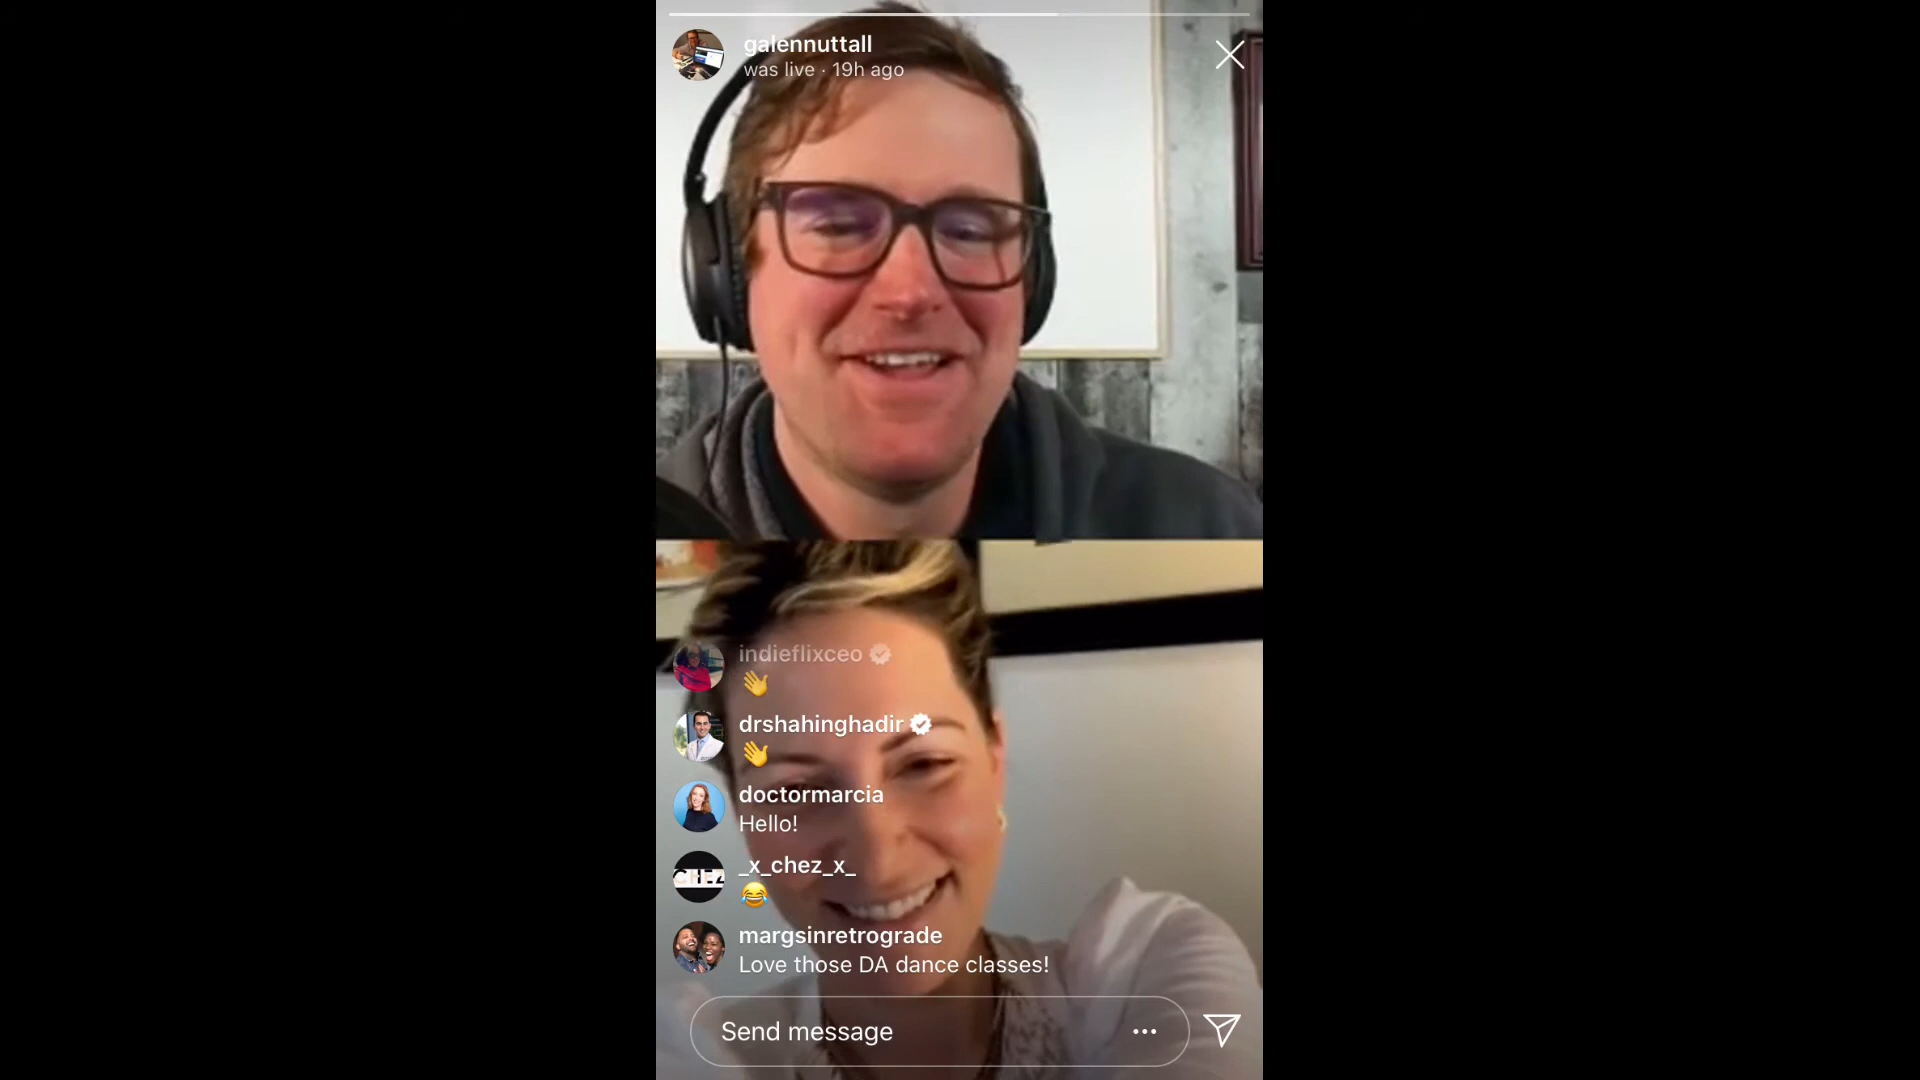 galennuttall
was live · 19h ago
indieflixceo
👋
drshahinghadir
👋
doctormarcia
Hello!
_x_chez_x_
😂
margsinretrograde
Love those DA dance classes!
Send message